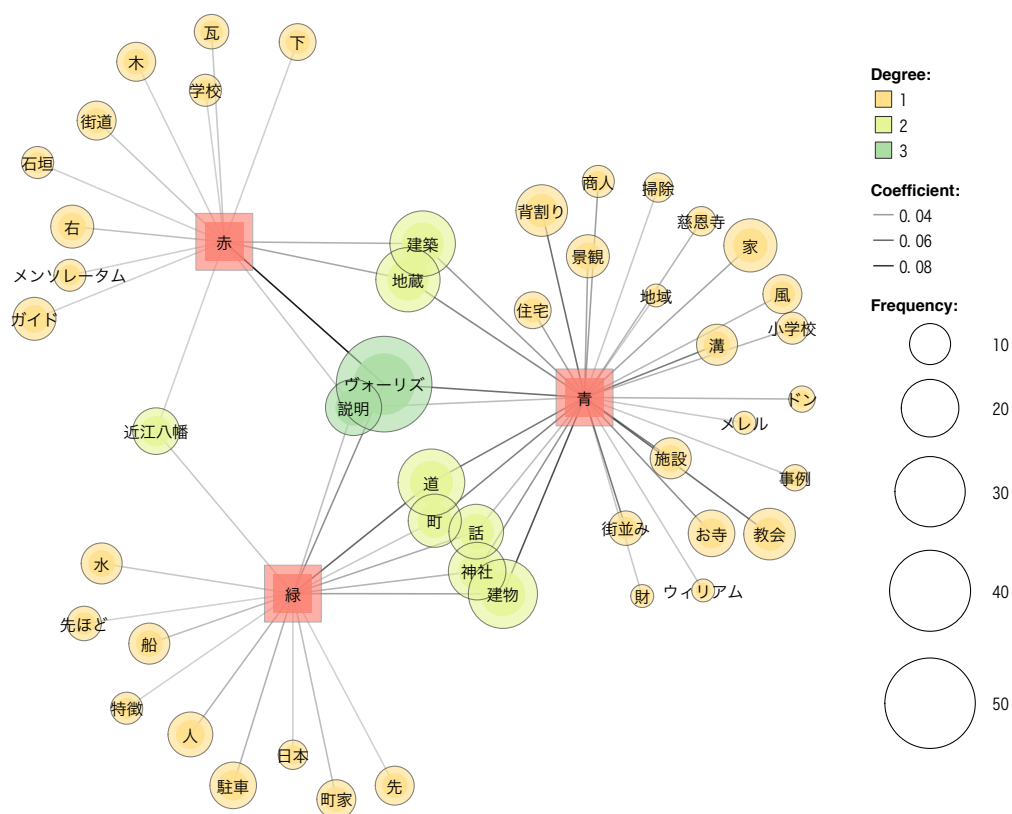 瓦
下
木
学校
街道
石垣
右
メンソレータム
ガイド
赤
建築
地蔵
ヴォーリズ
説明
近江八幡
商人
掃除
背割り
慈恩寺
家
景観
地域
風
住宅
小学校
溝
青
ドン
メレル
施設
事例
街並み
お寺
教会
財
ウィリアム
道
町
話
神社
建物
緑
水
先ほど
船
特徴
人
日本
駐車
町家
先
Degree:
1
2
3
Coefficient:
0.04
0.06
0.08
Frequency:
10
20
30
40
50